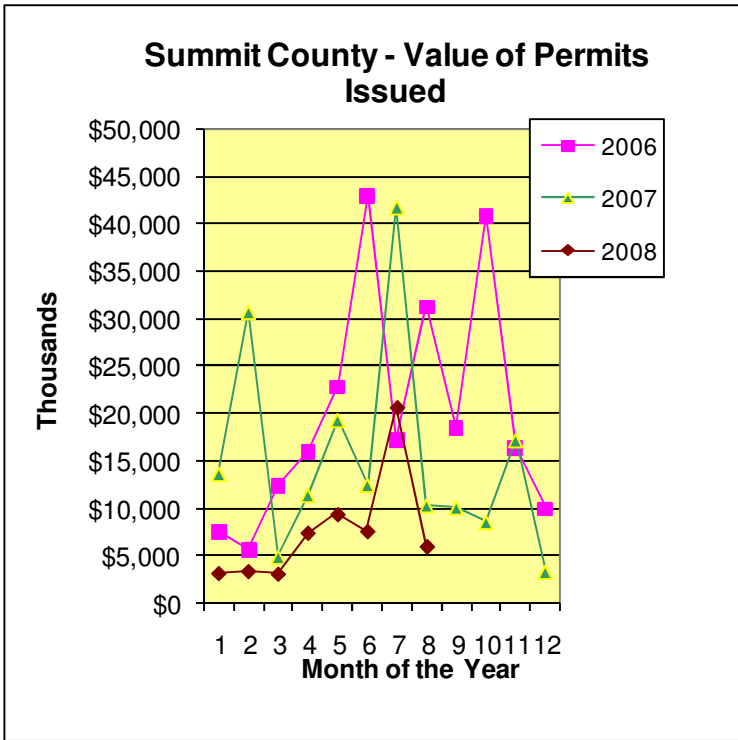 Summit County - Value of Permits
Issued
$50,000
$45,000
$40,000
$35,000
$30,000
$25,000
$20,000
$15,000
$10,000
$5,000
$0
Thousands
2006
2007
2008
1 2 3 4 5 6 7 8 9 10 11 12
Month of the Year